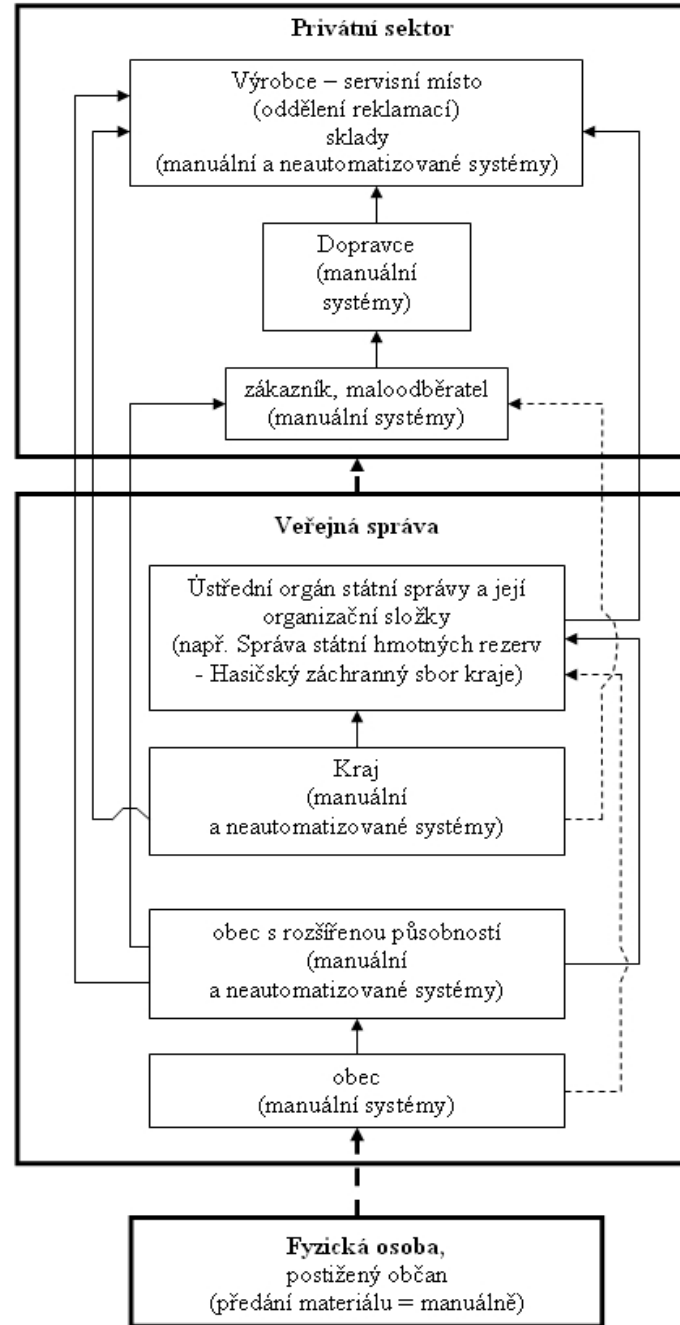 Privátní sektor
Výrobce – servisní místo
(oddělení reklamací)
sklady
(manuální a neautomatizované systémy)
Dopravce
(manuální
systémy)
zákazník, maloodběratel
(manuální systémy)
Veřejná správa
Ústřední orgán státní správy a její
organizační složky
(např. Správa státní hmotných rezerv
- Hasičský záchranný sbor kraje)
Kraj
(manuální
a neautomatizované systémy)
obec s rozšířenou působností
(manuální
a neautomatizované systémy)
obec
(manuální systémy)
Fyzická osoba,
postižený občan
(předání materiálu = manuálně)